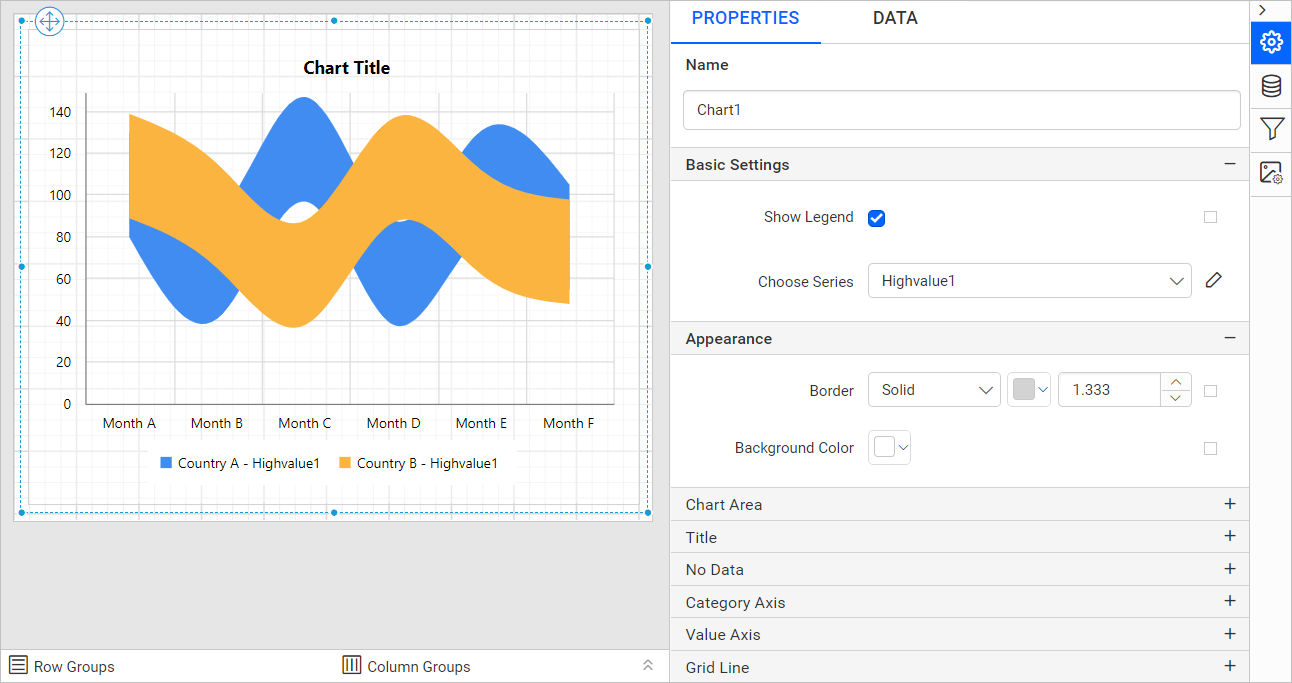 Chart Title
140
120
100
80
60
40
20
0
Month A Month B Month C Month D Month E Month F
Country A - Highvalue1 Country B - Highvalue1
Row Groups Column Groups
PROPERTIES DATA
Name
Chart1
Basic Settings
Show Legend
Choose Series Highvalue1
Appearance
Border Solid 1.333
Background Color
Chart Area
Title
No Data
Category Axis
Value Axis
Grid Line